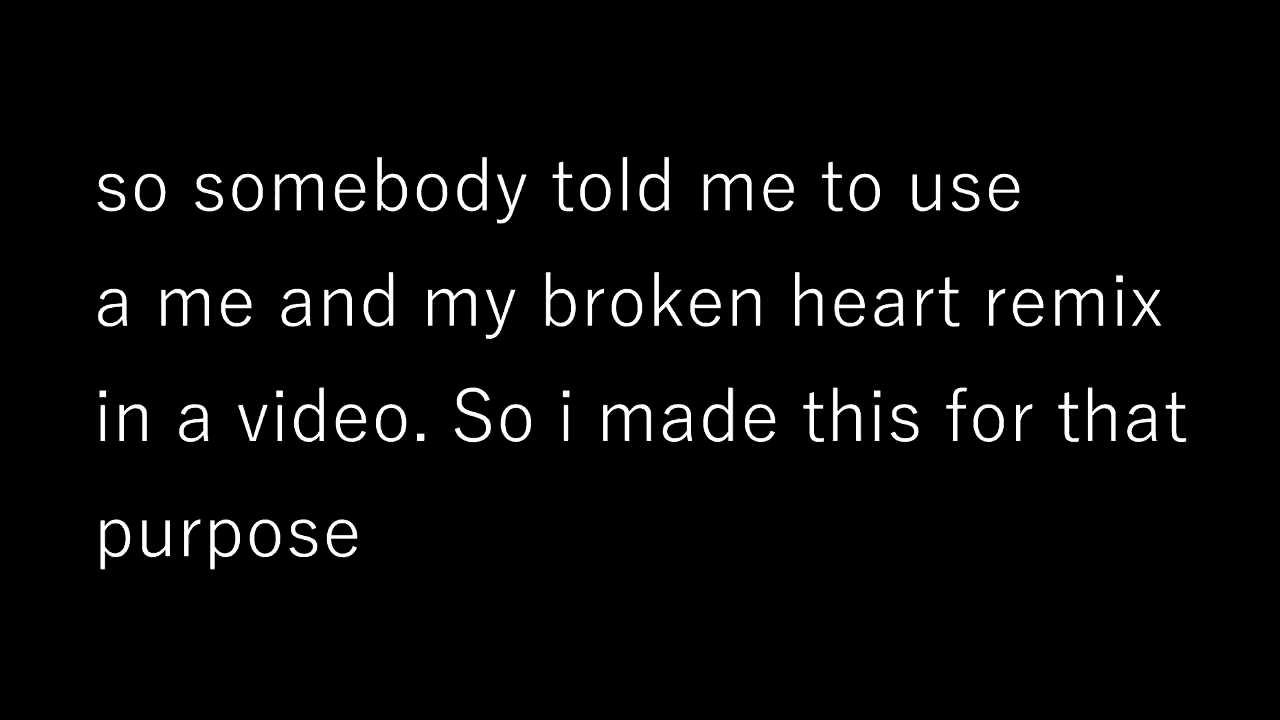 so somebody told me to use
a me and my broken heart remix
in a video. So i made this for that
purpose